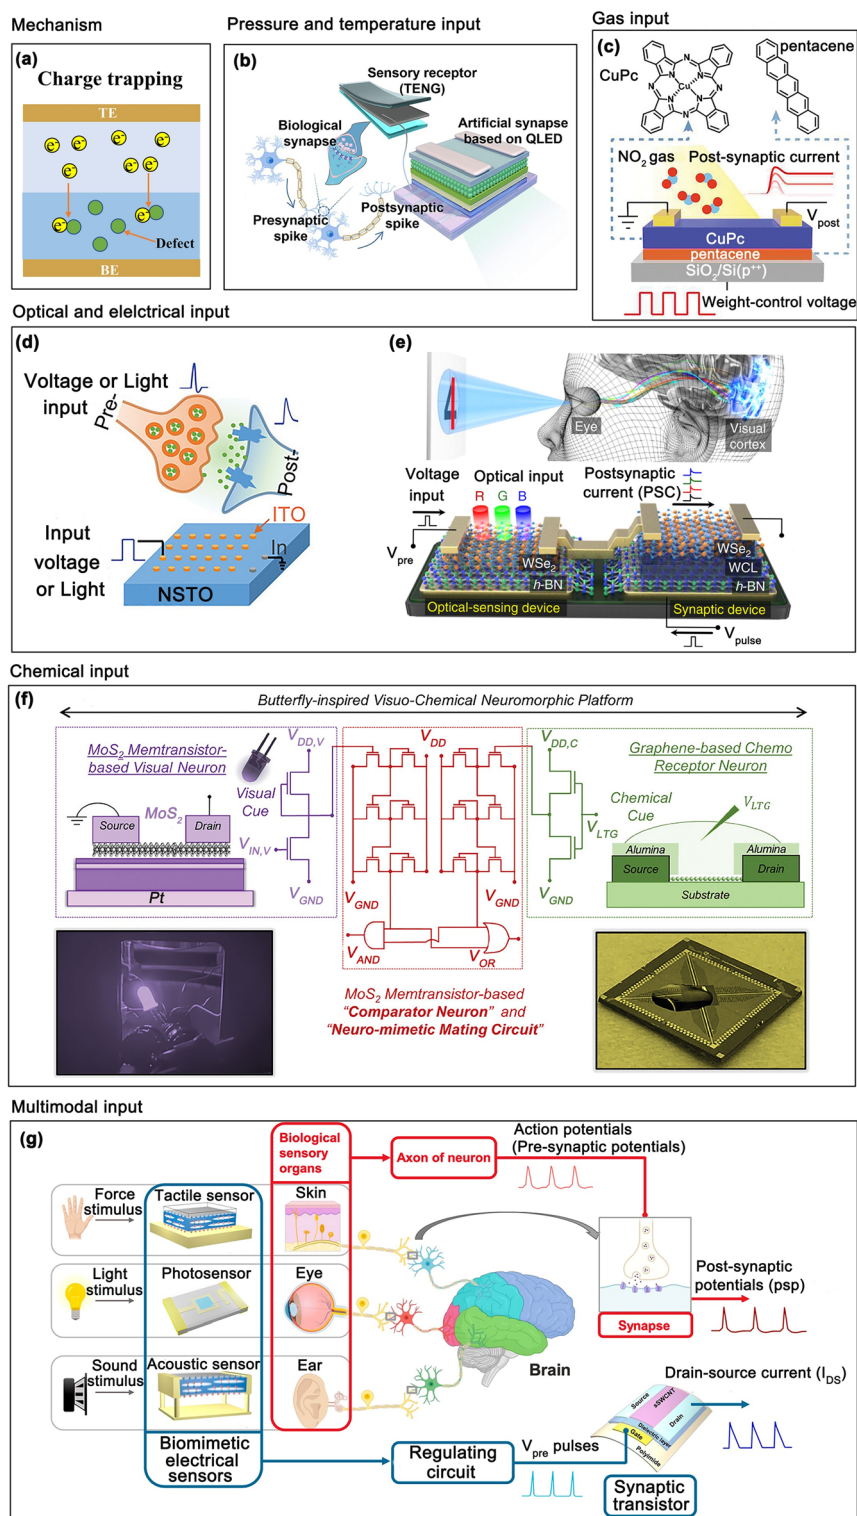 Mechanism
(a)
Charge trapping
TE
e⁻ e⁻ e⁻ e⁻
e⁻ e⁻ e⁻
e⁻ e⁻
Defect
BE
Pressure and temperature input
(b)
Sensory receptor
(TENG)
Biological
synapse
Artificial synapse
based on QLED
Presynaptic
spike
Postsynaptic
spike
Gas input
(c)
CuPc
N N N
N Cu N
N N N
pentacene
NO₂ gas
Post-synaptic current
Vpost
CuPc
pentacene
SiO₂/Si(p⁺⁺)
Weight-control voltage
Optical and elelctrical input
(d)
Voltage or Light
input
Pre-
Post-
Input
voltage
or Light
ITO
In
NSTO
(e)
Eye
Visual
cortex
Voltage
input
Optical input
R G B
Postsynaptic
current (PSC)
Vpre
WSe₂
h-BN
WSe₂
WCL
h-BN
Optical-sensing device
Synaptic device
Vpulse
Chemical input
(f)
Butterfly-inspired Visuo-Chemical Neuromorphic Platform
MoS₂ Memtransistor-
based Visual Neuron
Visual
Cue
MoS₂
Source
Drain
Pt
VDD,V
VIN,V
VGND
VDD
VGND
VGND
VAND
VOR
MoS₂ Memtransistor-based
“Comparator Neuron” and
“Neuro-mimetic Mating Circuit”
VDD,C
VLTG
VGND
Graphene-based Chemo
Receptor Neuron
Chemical
Cue
VLTG
Alumina
Alumina
Source
Drain
Substrate
Multimodal input
(g)
Biological
sensory
organs
Axon of neuron
Action potentials
(Pre-synaptic potentials)
Force
stimulus
Tactile sensor
Skin
Light
stimulus
Photosensor
Eye
Sound
stimulus
Acoustic sensor
Ear
Brain
Synapse
Post-synaptic
potentials (psp)
Biomimetic
electrical
sensors
Regulating
circuit
Vpre pulses
Source
sSWCNT
Drain
Dielectric layer
Gate
Polyimide
Synaptic
transistor
Drain-source current (IDS)